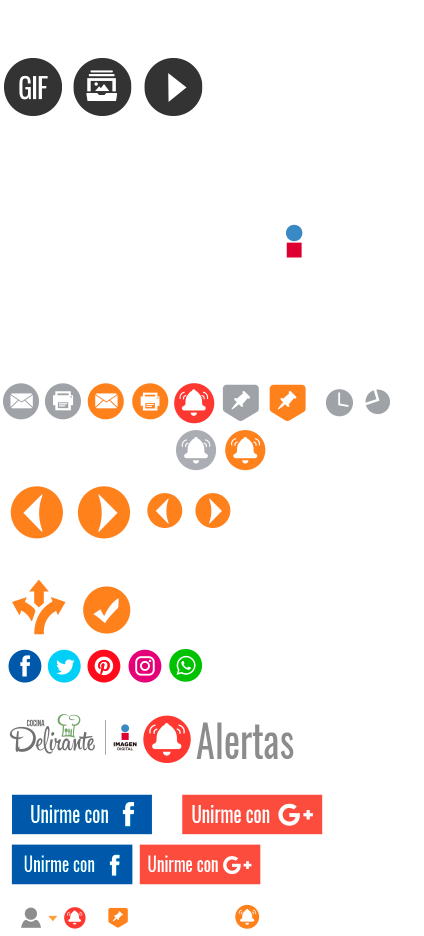 GIF
COCINA
Delirante
IMAGEN
DIGITAL
Alertas
Unirme con f
Unirme con G+
Unirme con f
Unirme con G+